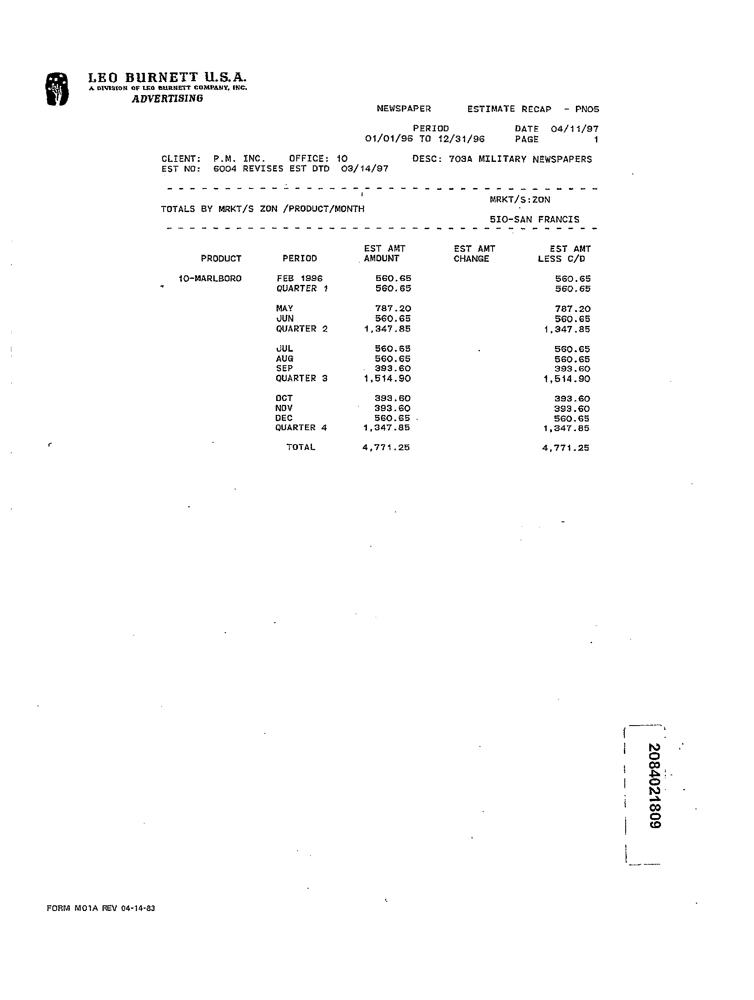 LEO BURNETT U.S.A.
A DIVISION OF LEO BURNETT COMPANY, INC.
ADVERTISING
NEWSPAPER ESTIMATE RECAP - PN05
PERIOD DATE 04/11/97
01/01/96 TO 12/31/96 PAGE 1
CLIENT: P.M. INC. OFFICE: 10 DESC: 703A MILITARY NEWSPAPERS
EST NO: 6004 REVISES EST DTD 03/14/97
MRKT/S:ZON
TOTALS BY MRKT/S ZON /PRODUCT/MONTH
510-SAN FRANCIS
EST AMT EST AMT EST AMT
PRODUCT PERIOD AMOUNT CHANGE LESS C/D
10-MARLBORO FEB 1996 560.65 560.65
QUARTER 1 560.65 560.65
MAY 787.20 787.20
JUN 560.65 560.65
QUARTER 2 1,347.85 1,347.85
JUL 560.65 560.65
AUG 560.65 560.65
SEP 393.60 393.60
QUARTER 3 1,514.90 1,514.90
OCT 393.60 393.60
NOV 393.60 393.60
DEC 560.65 560.65
QUARTER 4 1,347.85 1,347.85
TOTAL 4,771.25 4,771.25
2084021809
FORM M01A REV 04-14-83